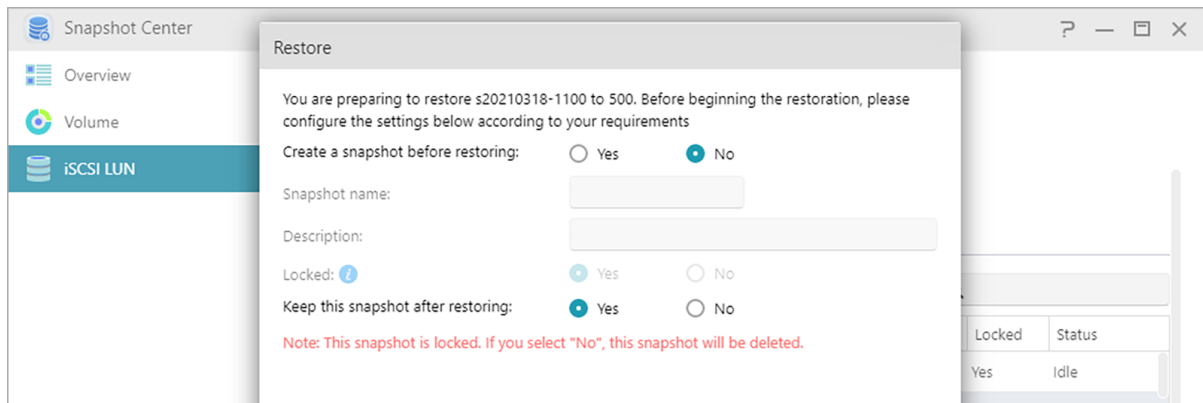 Snapshot Center
Restore
Overview
Volume
iSCSI LUN
You are preparing to restore s20210318-1100 to 500. Before beginning the restoration, please
configure the settings below according to your requirements
Create a snapshot before restoring: Yes No
Snapshot name:
Description:
Locked: Yes No
Keep this snapshot after restoring: Yes No
Note: This snapshot is locked. If you select "No", this snapshot will be deleted.
Locked Status
Yes Idle